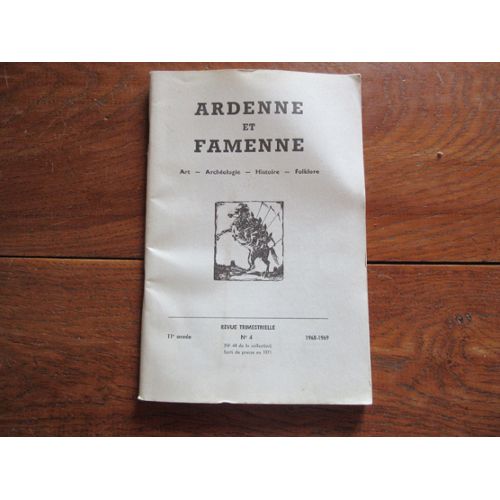 ARDENNE
ET
FAMENNE
Art — Archéologie — Histoire — Folklore
REVUE TRIMESTRIELLE
11e année N° 4 1968-1969
(N° 44 de la collection)
Sorti de presse en 1971